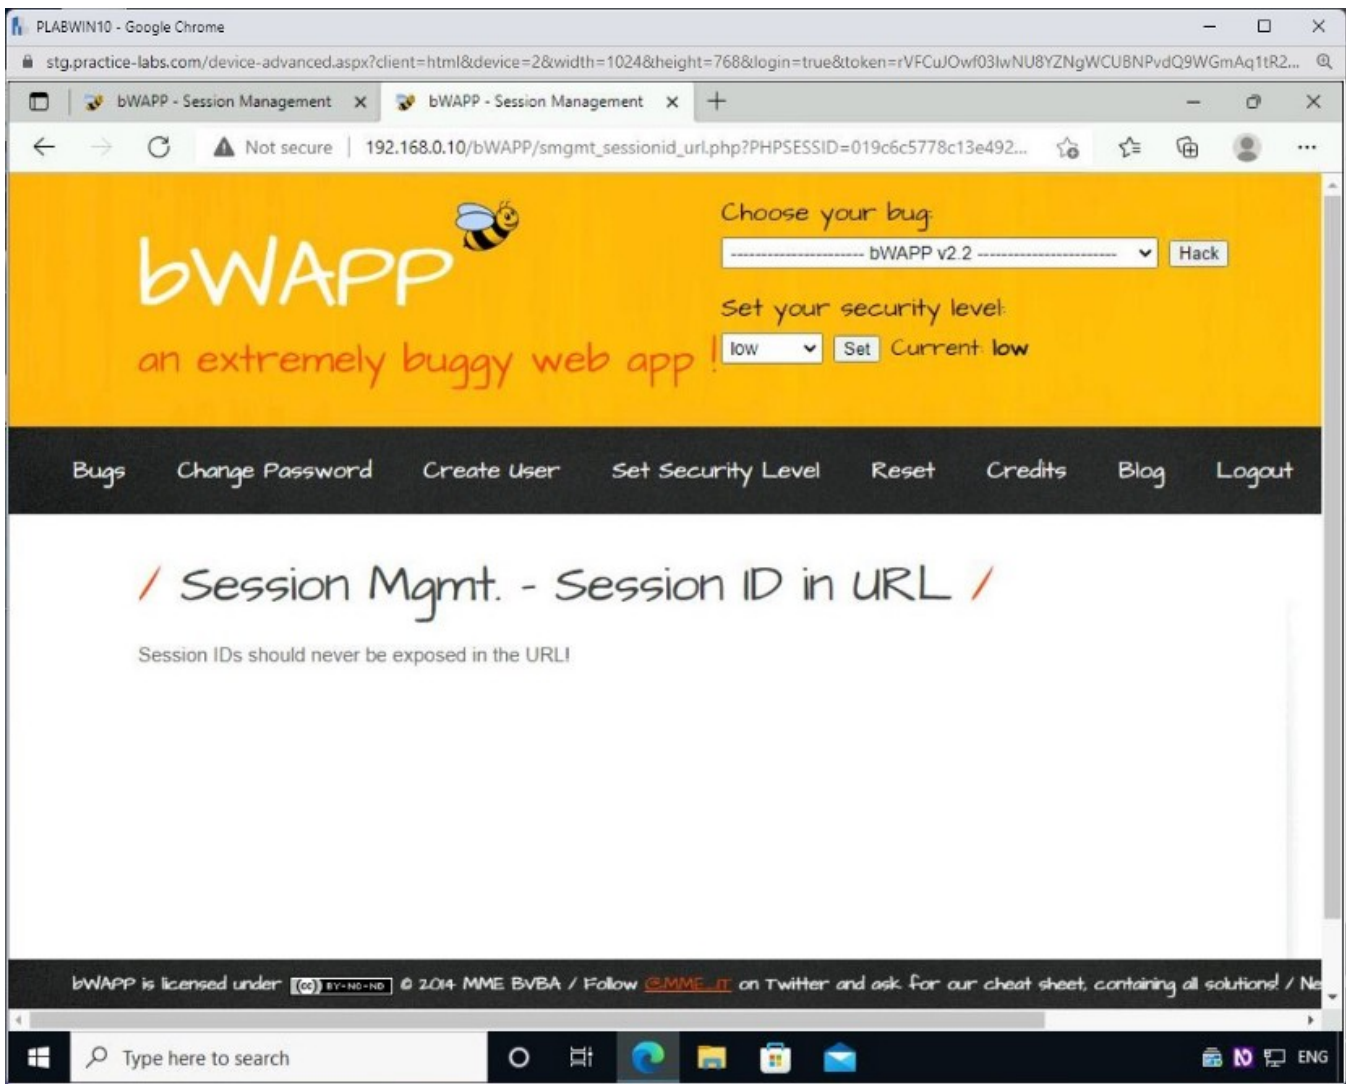 PLABWIN10 - Google Chrome
stg.practice-labs.com/device-advanced.aspx?client=html&device=2&width=1024&height=768&login=true&token=rVFCuJOwf03IwNU8YZNgWCUBNPvdQ9WGmAq1tR2...
bWAPP - Session Management
bWAPP - Session Management
Not secure
192.168.0.10/bWAPP/smgmt_sessionid_url.php?PHPSESSID=019c6c5778c13e492...
bWAPP
an extremely buggy web app !
Choose your bug:
---------------------- bWAPP v2.2 -----------------------
Hack
Set your security level:
low
Set
Current: low
Bugs Change Password Create User Set Security Level Reset Credits Blog Logout
/ Session Mgmt. - Session ID in URL /
Session IDs should never be exposed in the URL!
bWAPP is licensed under (cc) BY-NC-ND © 2014 MME BVBA / Follow @MME_IT on Twitter and ask for our cheat sheet, containing all solutions! / Ne
Type here to search
ENG